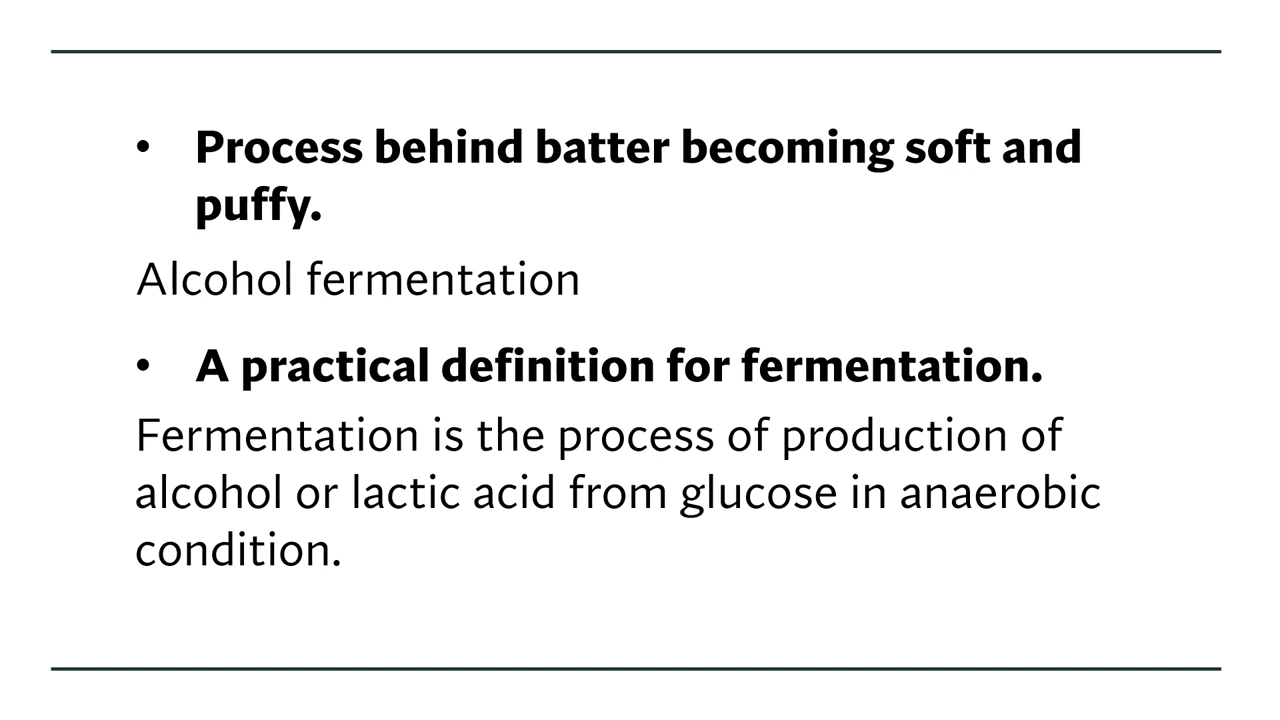 • Process behind batter becoming soft and
puffy.
Alcohol fermentation
• A practical definition for fermentation.
Fermentation is the process of production of
alcohol or lactic acid from glucose in anaerobic
condition.